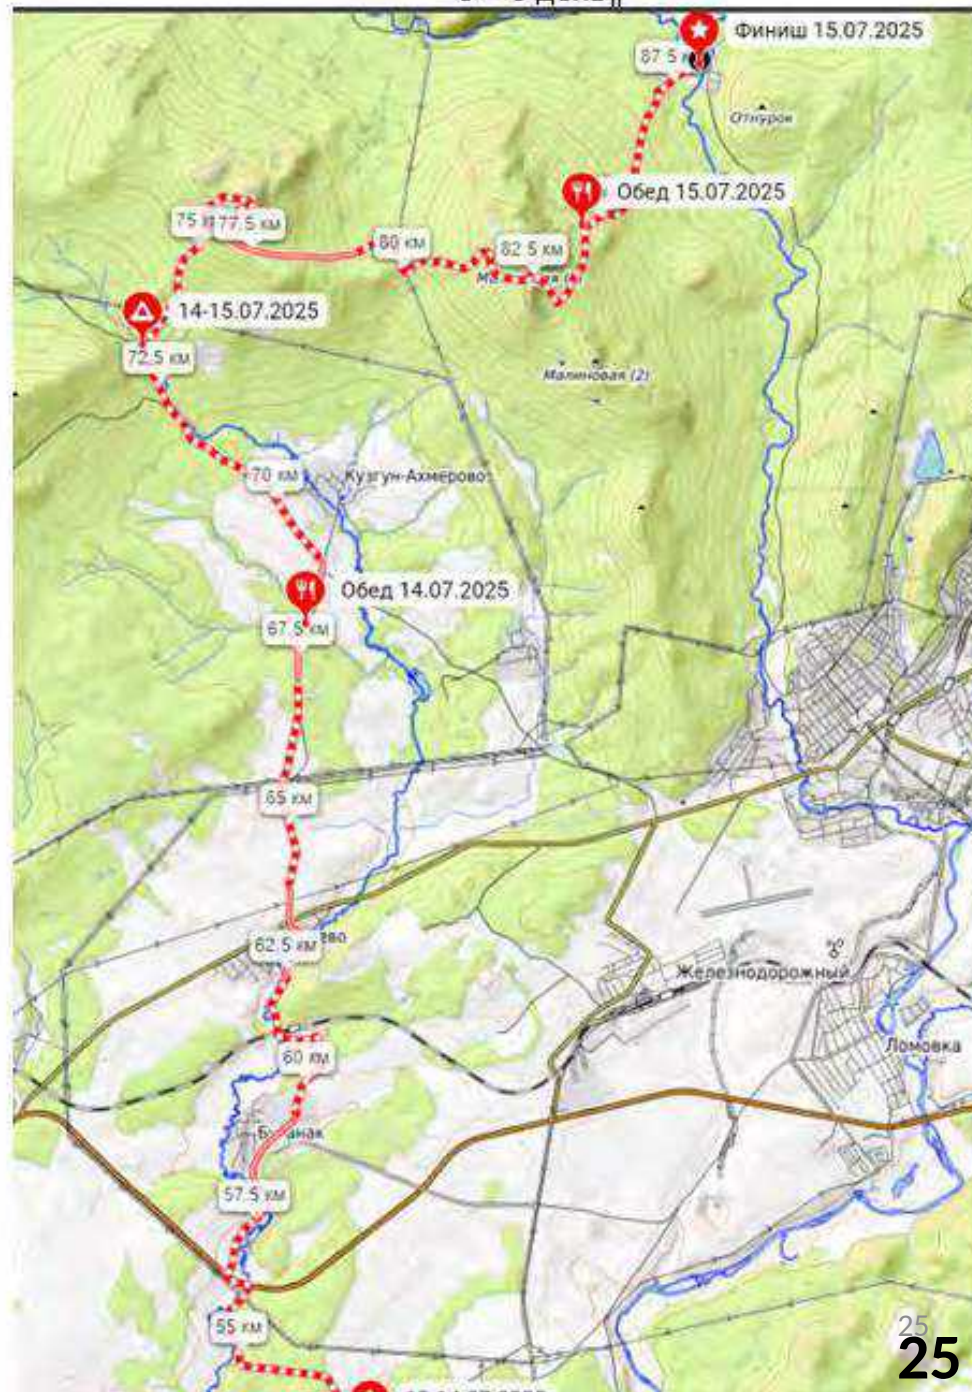 Финиш 15.07.2025
87.5
Отнурок
Обед 15.07.2025
75
77.5 км
80 км
82.5 км
14-15.07.2025
72.5 км
Малиновая (2)
70 км
Кузгун-Ахмерово
Обед 14.07.2025
67.5 км
65 км
62.5 км
ево
Железнодорожный
60 км
Ломовка
57.5 км
55 км
25
25